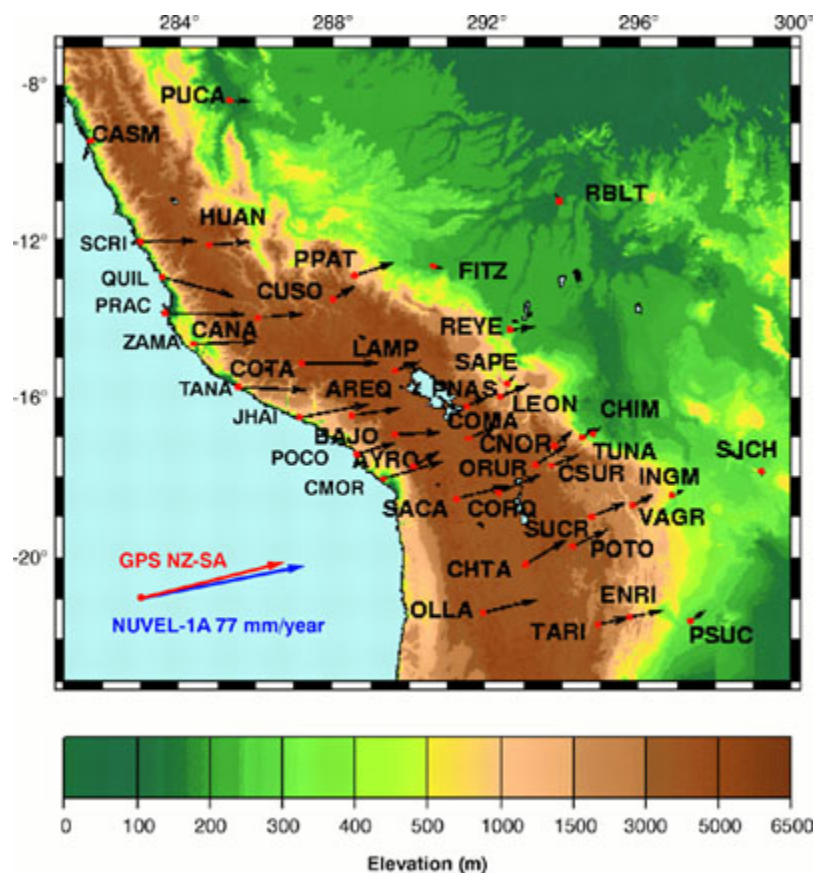 284° 288° 292° 296° 300°
-8°
-12°
-16°
-20°
PUCA
CASM
RBLT
HUAN
SCRI
PPAT
FITZ
QUIL
CUSO
PRAC
CANA
REYE
ZAMA
LAMP
COTA
SAPE
TANA
AREQ
PNAS
LEON
JHAI
COMA
CHIM
BAJO
CNOR
TUNA
SJCH
POCO
AYRO
ORUR
CSUR
INGM
CMOR
SACA
CORQ
VAGR
SUCR
POTO
CHTA
GPS NZ-SA
NUVEL-1A 77 mm/year
OLLA
ENRI
TARI
PSUC
0 100 200 300 400 500 1000 1500 3000 5000 6500
Elevation (m)